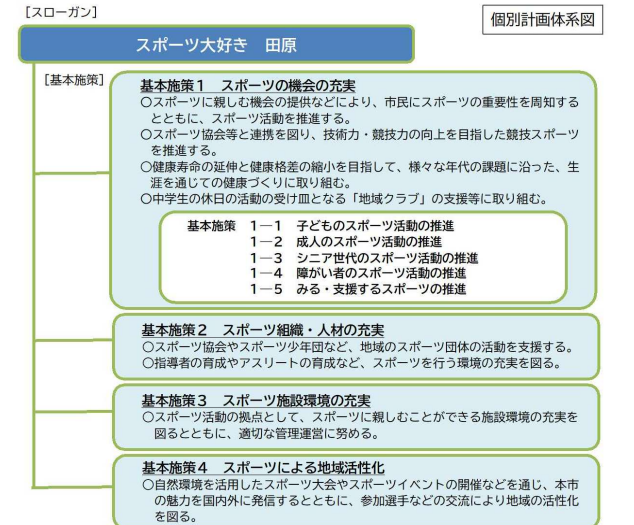 [スローガン]
個別計画体系図
スポーツ大好き 田原
[基本施策]
基本施策1 スポーツの機会の充実
○スポーツに親しむ機会の提供などにより、市民にスポーツの重要性を周知する
とともに、スポーツ活動を推進する。
○スポーツ協会等と連携を図り、技術力・競技力の向上を目指した競技スポーツ
を推進する。
○健康寿命の延伸と健康格差の縮小を目指して、様々な年代の課題に沿った、生
涯を通じての健康づくりに取り組む。
○中学生の休日の活動の受け皿となる「地域クラブ」の支援等に取り組む。
基本施策 1―1 子どものスポーツ活動の推進
1―2 成人のスポーツ活動の推進
1―3 シニア世代のスポーツ活動の推進
1―4 障がい者のスポーツ活動の推進
1―5 みる・支援するスポーツの推進
基本施策2 スポーツ組織・人材の充実
○スポーツ協会やスポーツ少年団など、地域のスポーツ団体の活動を支援する。
○指導者の育成やアスリートの育成など、スポーツを行う環境の充実を図る。
基本施策3 スポーツ施設環境の充実
○スポーツ活動の拠点として、スポーツに親しむことができる施設環境の充実を
図るとともに、適切な管理運営に努める。
基本施策4 スポーツによる地域活性化
○自然環境を活用したスポーツ大会やスポーツイベントの開催などを通じ、本市
の魅力を国内外に発信するとともに、参加選手などの交流により地域の活性化
を図る。